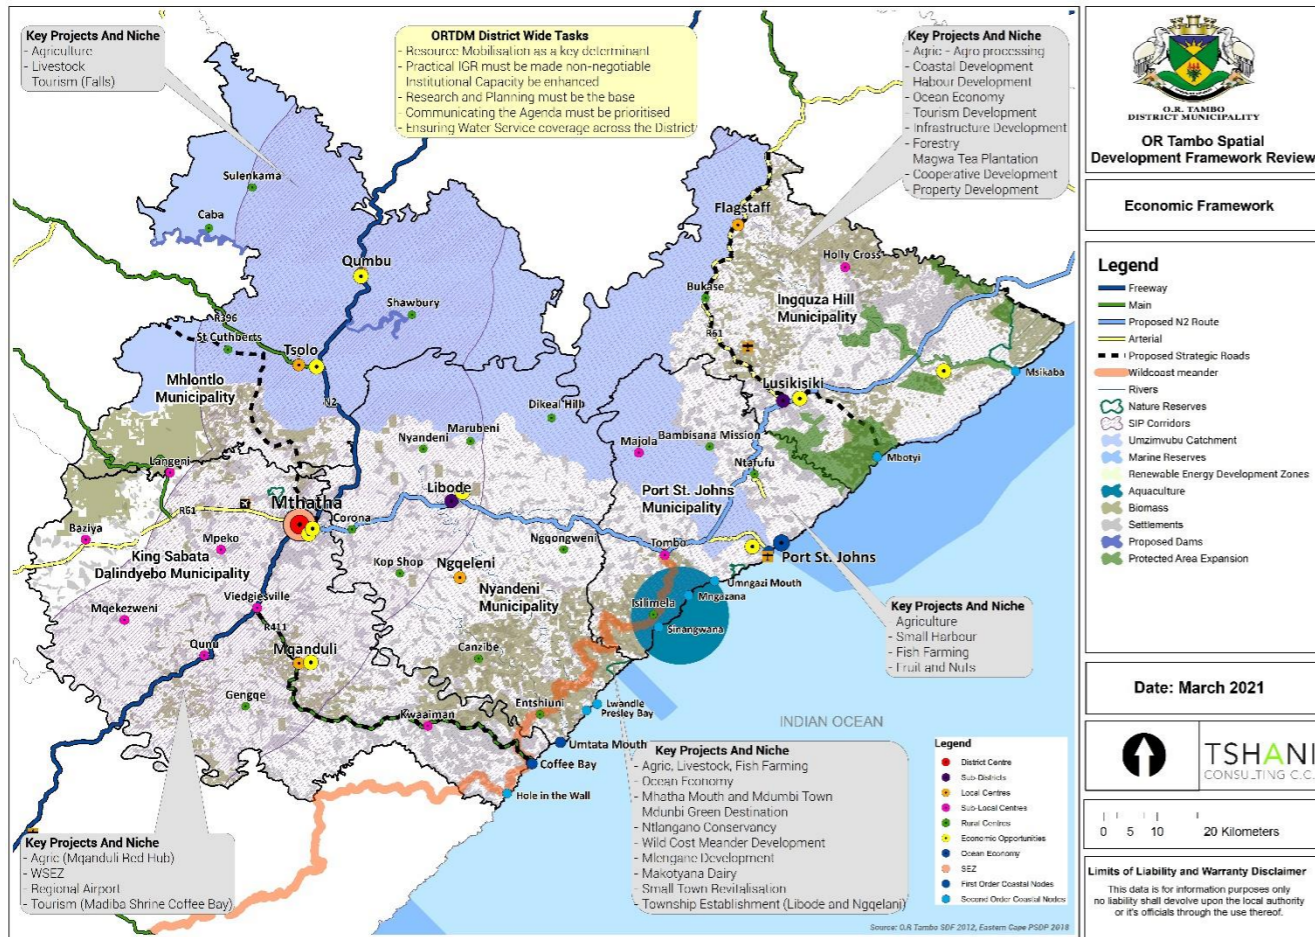 Key Projects And Niche
- Agriculture
- Livestock
Tourism (Falls)
ORTDM District Wide Tasks
- Resource Mobilisation as a key determinant
- Practical IGR must be made non-negotiable
Institutional Capacity be enhanced
- Research and Planning must be the base
- Communicating the Agenda must be prioritised
- Ensuring Water Service coverage across the District
Key Projects And Niche
- Agric - Agro processing
- Coastal Development
Habour Development
- Ocean Economy
- Tourism Development
- Infrastructure Development
- Forestry
Magwa Tea Plantation
- Cooperative Development
- Property Development
Sulenkama
Caba
Qumbu
Shawbury
R396
St Cuthberts
Tsolo
Mhlontlo
Municipality
N2
Langeni
Flagstaff
Holly Cross
Bukase
Ingquza Hill
Municipality
R61
Lusikisiki
Msikaba
Mbotyi
Dikeal Hill
Marubeni
Nyandeni
Majola
Bambisana Mission
Ntafufu
Port St. Johns
Municipality
Libode
Mthatha
Corona
R61
Baziya
Mpeko
King Sabata
Dalindyebo Municipality
Kop Shop
Ngqeleni
Ngqongweni
Nyandeni
Municipality
Tombo
Port St. Johns
Umngazi Mouth
Mngazana
Isilimela
Sinangwana
Viedgiesville
Mqekezweni
R411
Qunu
Mqanduli
Gengqe
Canzibe
Kwaaiman
Entshiuni
Lwandle
Presley Bay
Umtata Mouth
Coffee Bay
Hole in the Wall
INDIAN OCEAN
Key Projects And Niche
Agriculture
- Small Harbour
- Fish Farming
- Fruit and Nuts
Key Projects And Niche
- Agric, Livestock, Fish Farming
- Ocean Economy
- Mhatha Mouth and Mdumbi Town
Mdunbi Green Destination
- Ntlangano Conservancy
- Wild Cost Meander Development
- Mlengane Development
- Makotyana Dairy
- Small Town Revitalisation
- Township Establishment (Libode and Ngqelani)
Key Projects And Niche
- Agric (Mqanduli Red Hub)
- WSEZ
- Regional Airport
- Tourism (Madiba Shrine Coffee Bay)
Legend
District Centre
Sub-Districts
Local Centres
Sub-Local Centres
Rural Centres
Economic Opportunities
Ocean Economy
SEZ
First Order Coastal Nodes
Second Order Coastal Nodes
Source: O.R Tambo SDF 2012, Eastern Cape PSDP 2018
O.R. TAMBO
DISTRICT MUNICIPALITY
OR Tambo Spatial
Development Framework Review
Economic Framework
Legend
Freeway
Main
Proposed N2 Route
Arterial
Proposed Strategic Roads
Wildcoast meander
Rivers
Nature Reserves
SIP Corridors
Umzimvubu Catchment
Marine Reserves
Renewable Energy Development Zones
Aquaculture
Biomass
Settlements
Proposed Dams
Protected Area Expansion
Date: March 2021
TSHANI
CONSULTING C.C.
0 5 10 20 Kilometers
Limits of Liability and Warranty Disclaimer
This data is for information purposes only
no liability shall devolve upon the local authority
or it's officials through the use thereof.